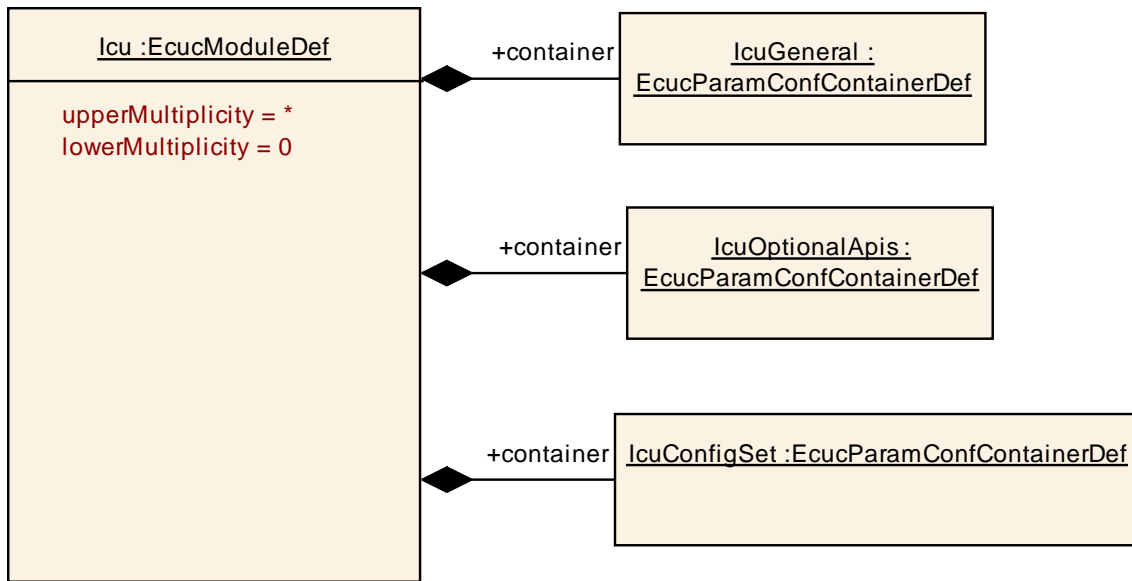 Icu :EcucModuleDef
upperMultiplicity = *
lowerMultiplicity = 0
+container
IcuGeneral :
EcucParamConfContainerDef
+container
IcuOptionalApis :
EcucParamConfContainerDef
+container
IcuConfigSet :EcucParamConfContainerDef